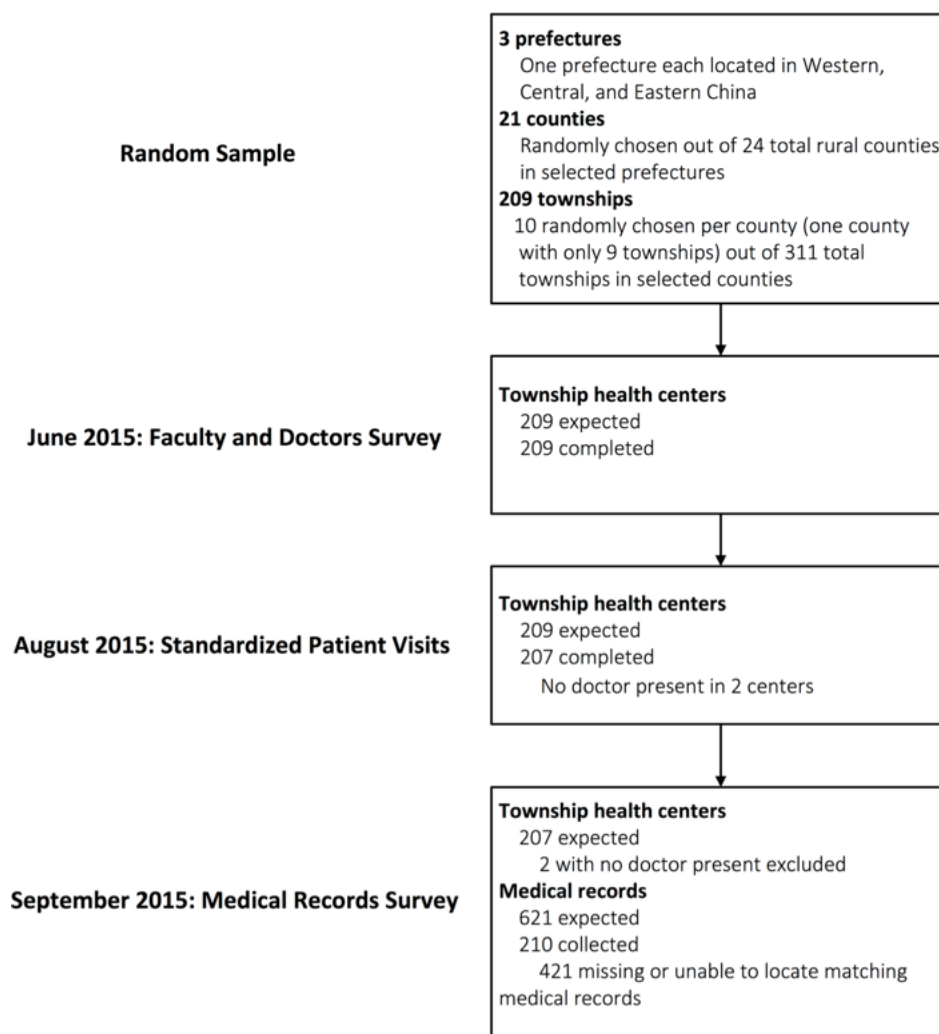 Random Sample
3 prefectures
One prefecture each located in Western,
Central, and Eastern China
21 counties
Randomly chosen out of 24 total rural counties
in selected prefectures
209 townships
10 randomly chosen per county (one county
with only 9 townships) out of 311 total
townships in selected counties
June 2015: Faculty and Doctors Survey
Township health centers
209 expected
209 completed
August 2015: Standardized Patient Visits
Township health centers
209 expected
207 completed
No doctor present in 2 centers
September 2015: Medical Records Survey
Township health centers
207 expected
2 with no doctor present excluded
Medical records
621 expected
210 collected
421 missing or unable to locate matching
medical records